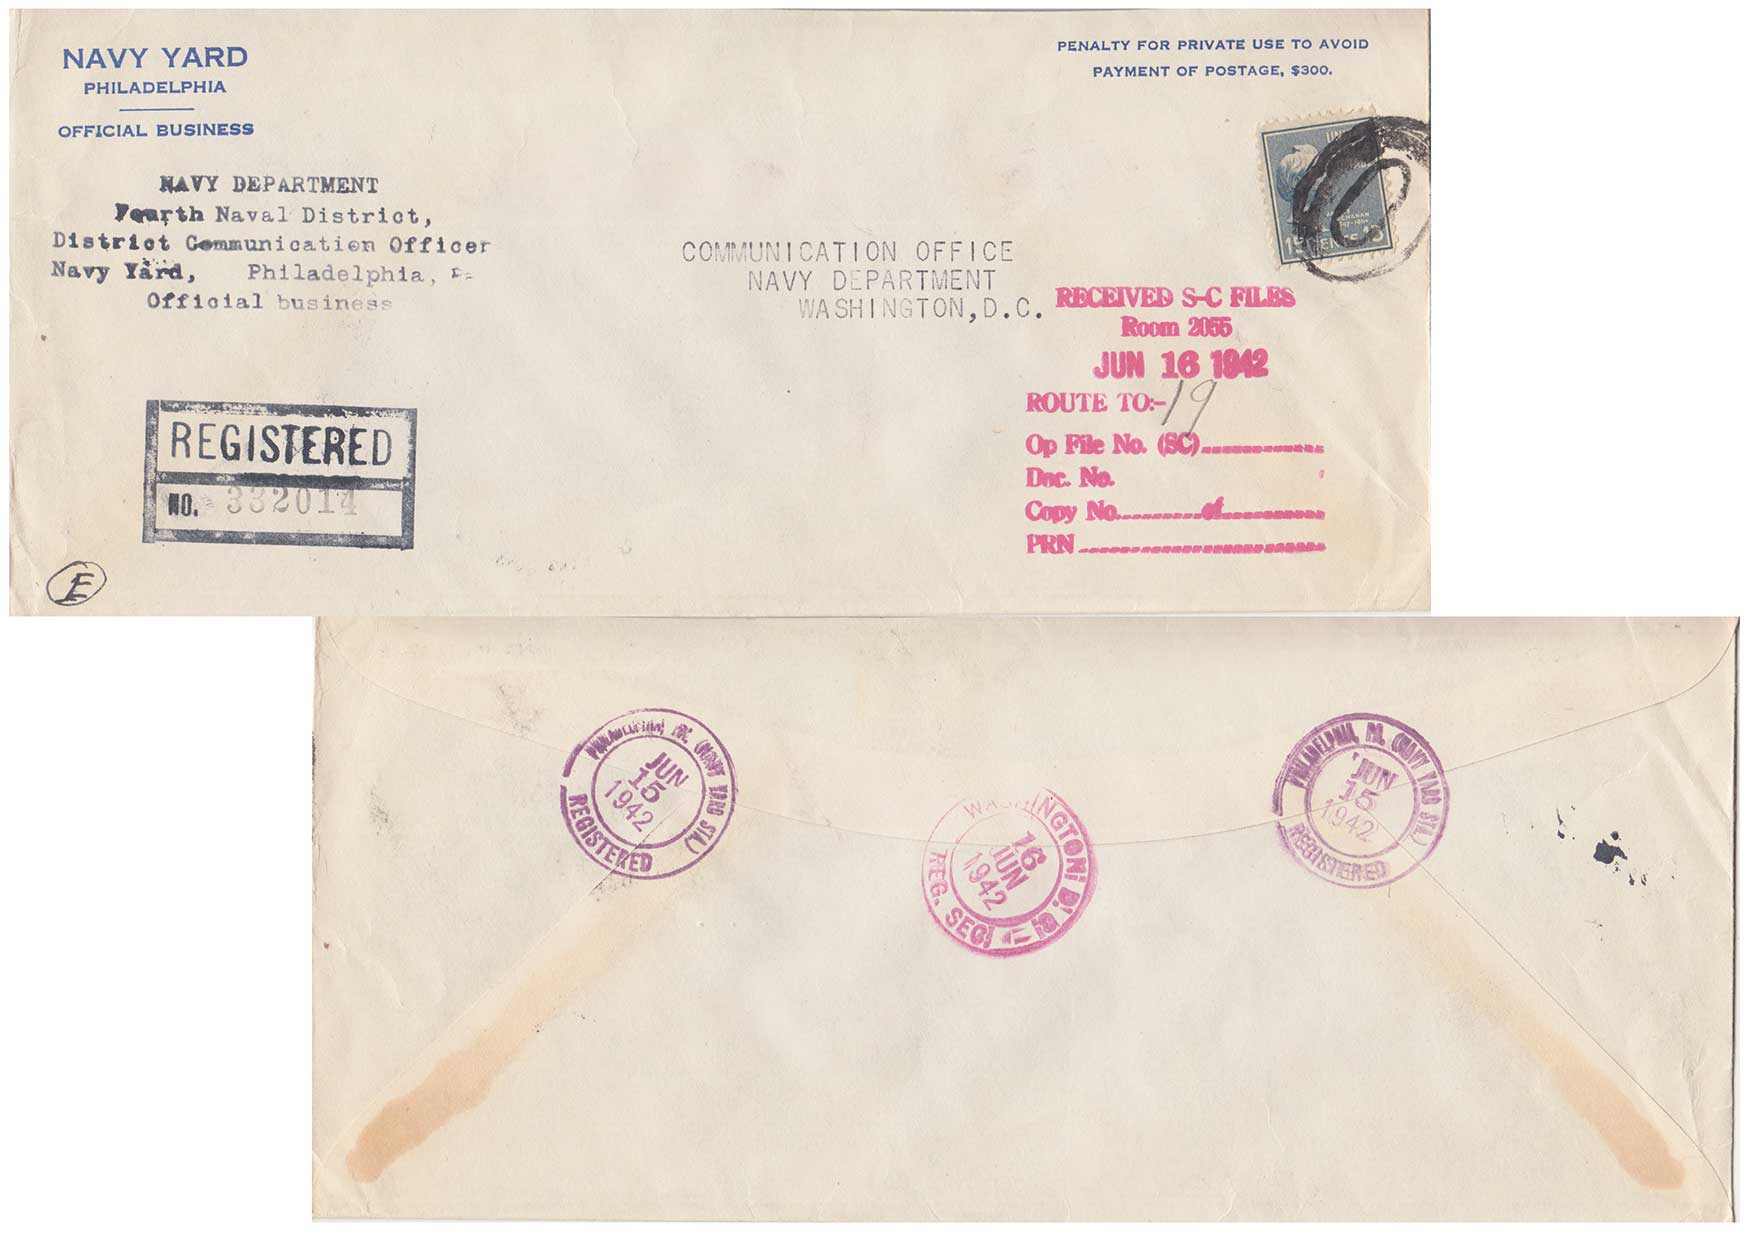 NAVY YARD
PHILADELPHIA
OFFICIAL BUSINESS
PENALTY FOR PRIVATE USE TO AVOID
PAYMENT OF POSTAGE, $300.
NAVY DEPARTMENT
Fourth Naval District,
District Communication Officer
Navy Yard, Philadelphia,
Official business
15 CENTS 15
COMMUNICATION OFFICE
NAVY DEPARTMENT
WASHINGTON, D.C.
RECEIVED S-C FILES
Room 2055
JUN 16 1942
ROUTE TO:- 19
Op File No. (SC)
Doc. No.
Copy No. of
PRN
REGISTERED
NO. 332014
E
PHILADELPHIA, PA. (NAVY YARD STA.)
JUN
15
1942
REGISTERED
WASHINGTON D.C.
16
JUN
1942
REG. SEC.
PHILADELPHIA, PA. (NAVY YARD STA.)
JUN
15
1942
REGISTERED